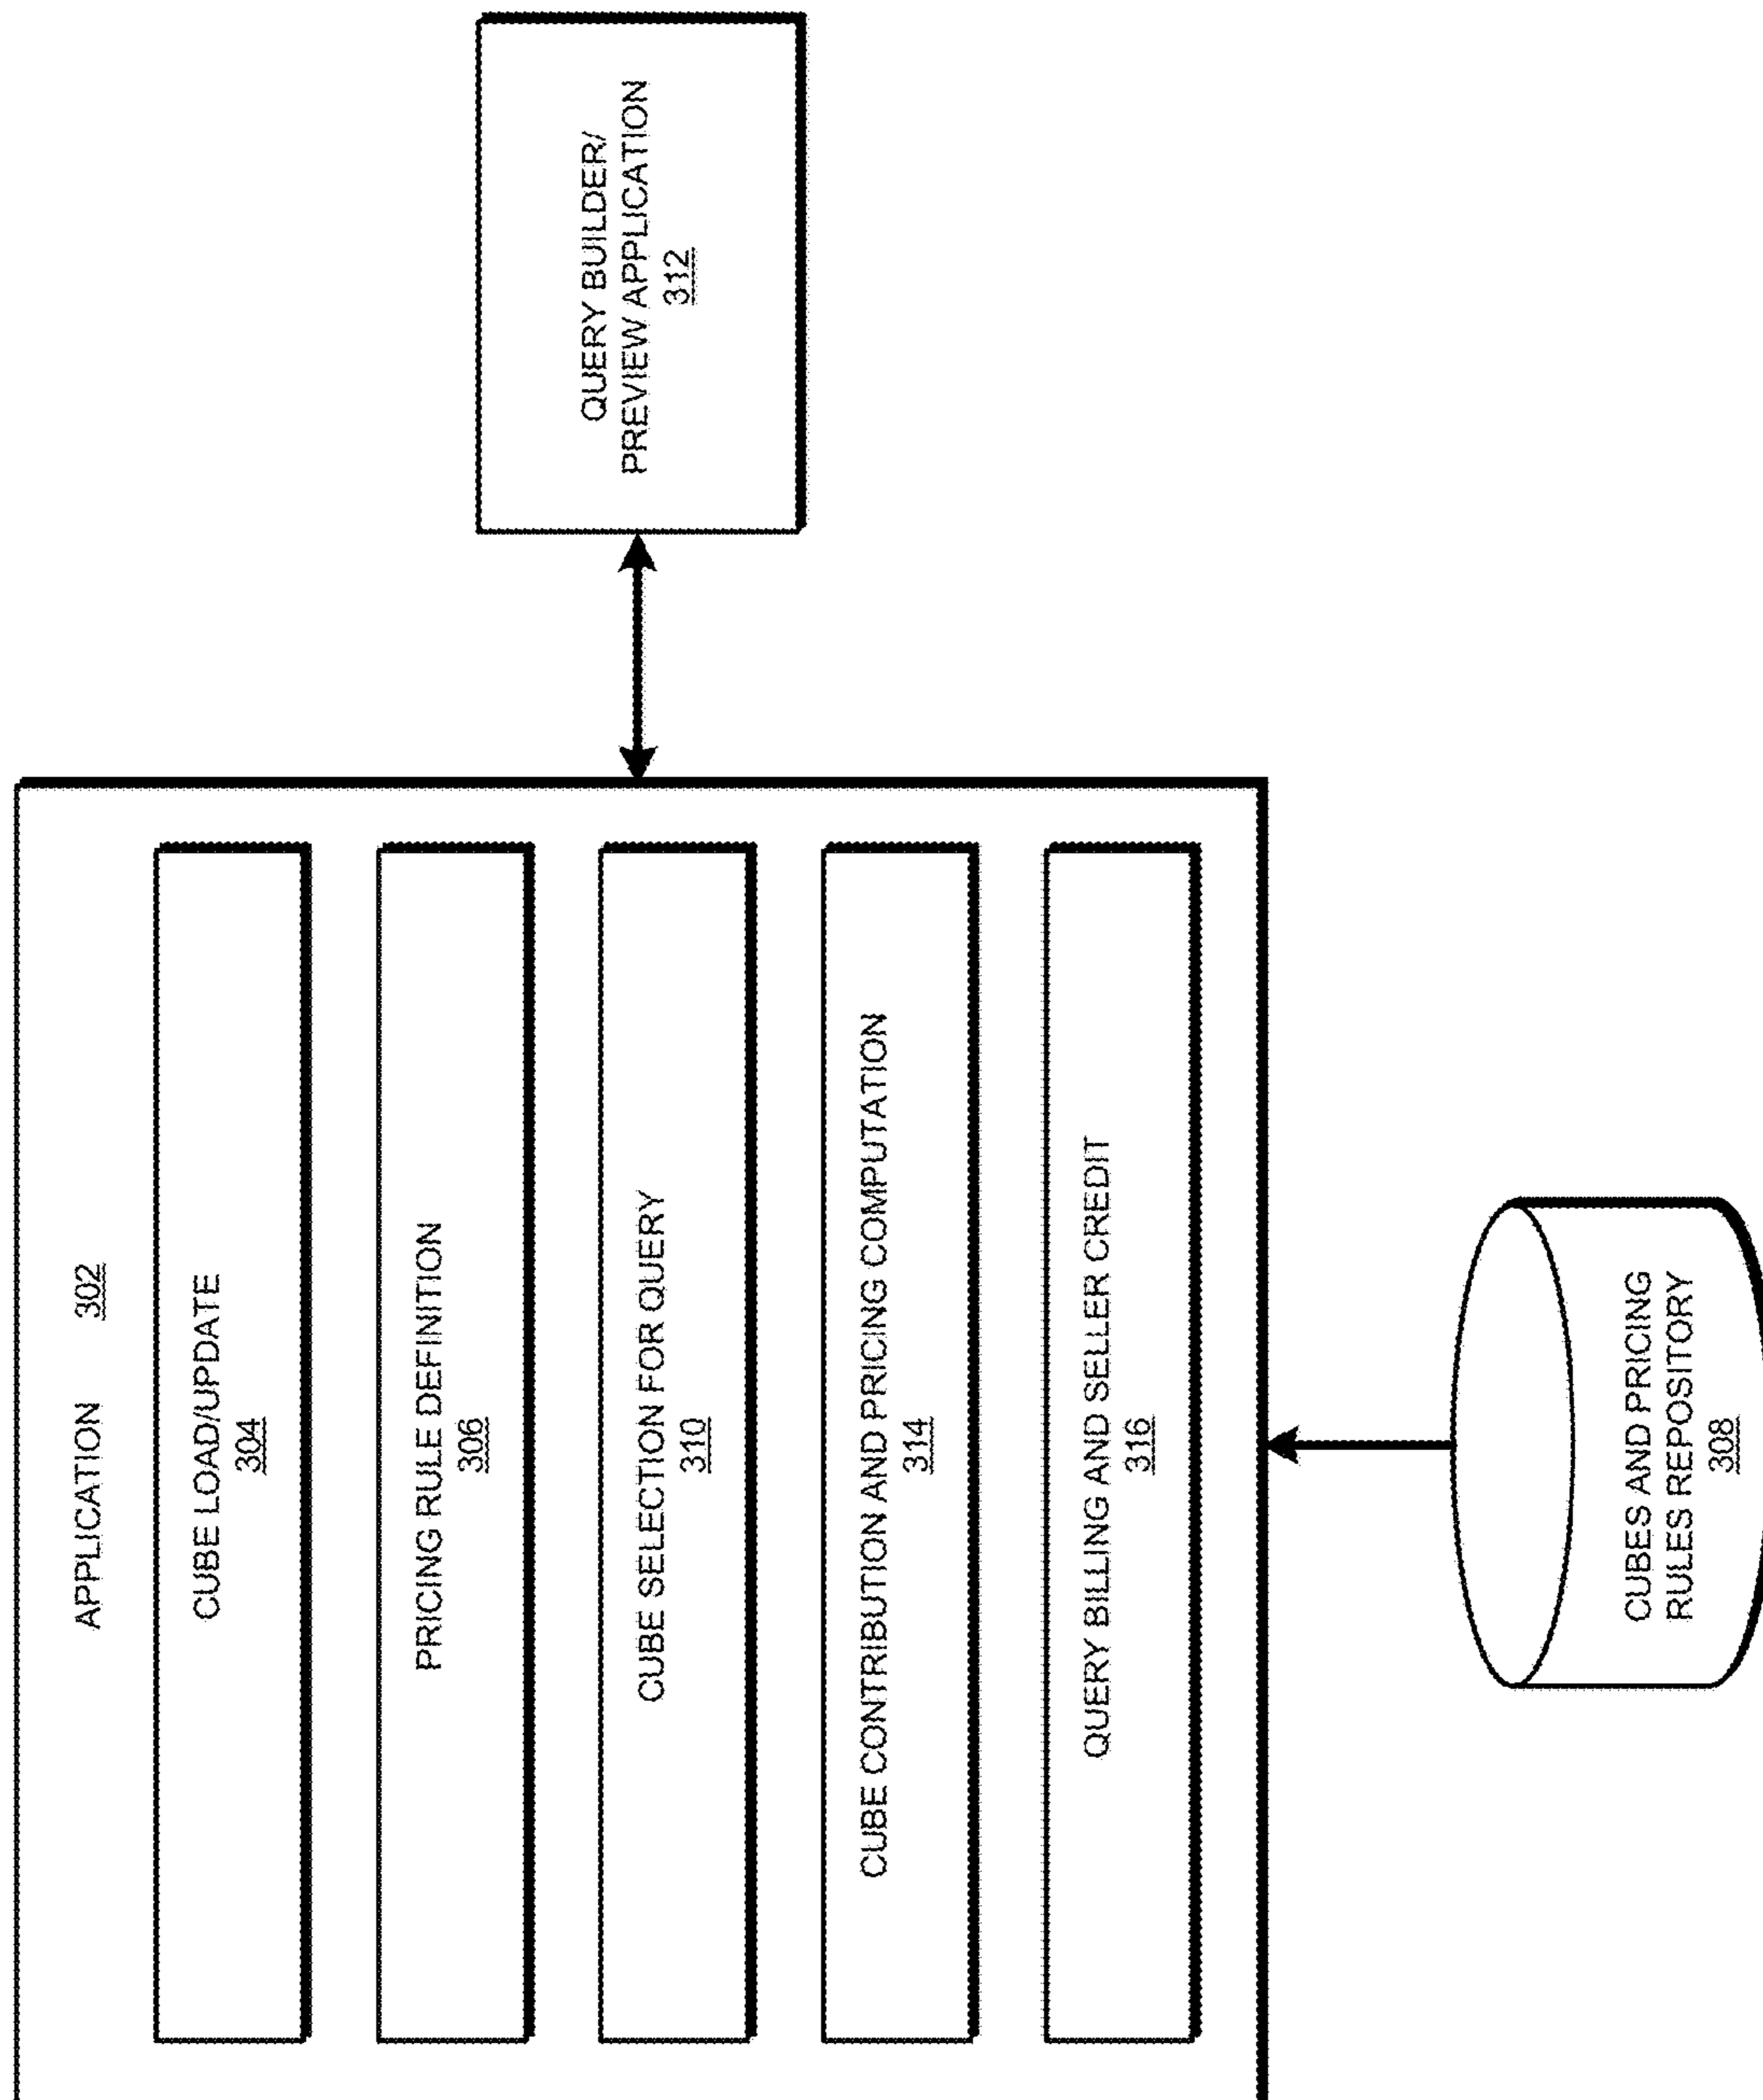 APPLICATION 302
CUBE LOAD/UPDATE
304
PRICING RULE DEFINITION
306
CUBE SELECTION FOR QUERY
310
CUBE CONTRIBUTION AND PRICING COMPUTATION
314
QUERY BILLING AND SELLER CREDIT
316
QUERY BUILDER/
PREVIEW APPLICATION
312
CUBES AND PRICING
RULES REPOSITORY
308